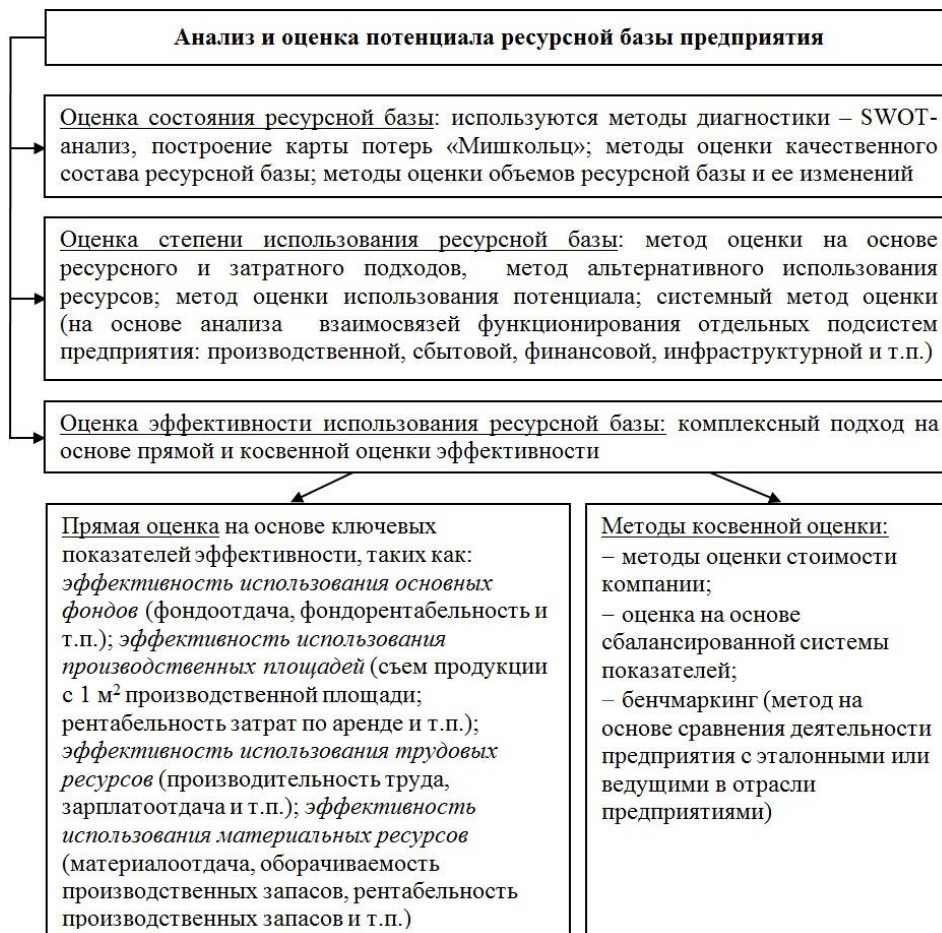 Анализ и оценка потенциала ресурсной базы предприятия
Оценка состояния ресурсной базы: используются методы диагностики – SWOT-
анализ, построение карты потерь «Мишкольц»; методы оценки качественного
состава ресурсной базы; методы оценки объемов ресурсной базы и ее изменений
Оценка степени использования ресурсной базы: метод оценки на основе
ресурсного и затратного подходов, метод альтернативного использования
ресурсов; метод оценки использования потенциала; системный метод оценки
(на основе анализа взаимосвязей функционирования отдельных подсистем
предприятия: производственной, сбытовой, финансовой, инфраструктурной и т.п.)
Оценка эффективности использования ресурсной базы: комплексный подход на
основе прямой и косвенной оценки эффективности
Прямая оценка на основе ключевых
показателей эффективности, таких как:
эффективность использования основных
фондов (фондоотдача, фондорентабельность и
т.п.); эффективность использования
производственных площадей (съем продукции
с 1 м² производственной площади;
рентабельность затрат по аренде и т.п.);
эффективность использования трудовых
ресурсов (производительность труда,
зарплатоотдача и т.п.); эффективность
использования материальных ресурсов
(материалоотдача, оборачиваемость
производственных запасов, рентабельность
производственных запасов и т.п.)
Методы косвенной оценки:
– методы оценки стоимости
компании;
– оценка на основе
сбалансированной системы
показателей;
– бенчмаркинг (метод на
основе сравнения деятельности
предприятия с эталонными или
ведущими в отрасли
предприятиями)